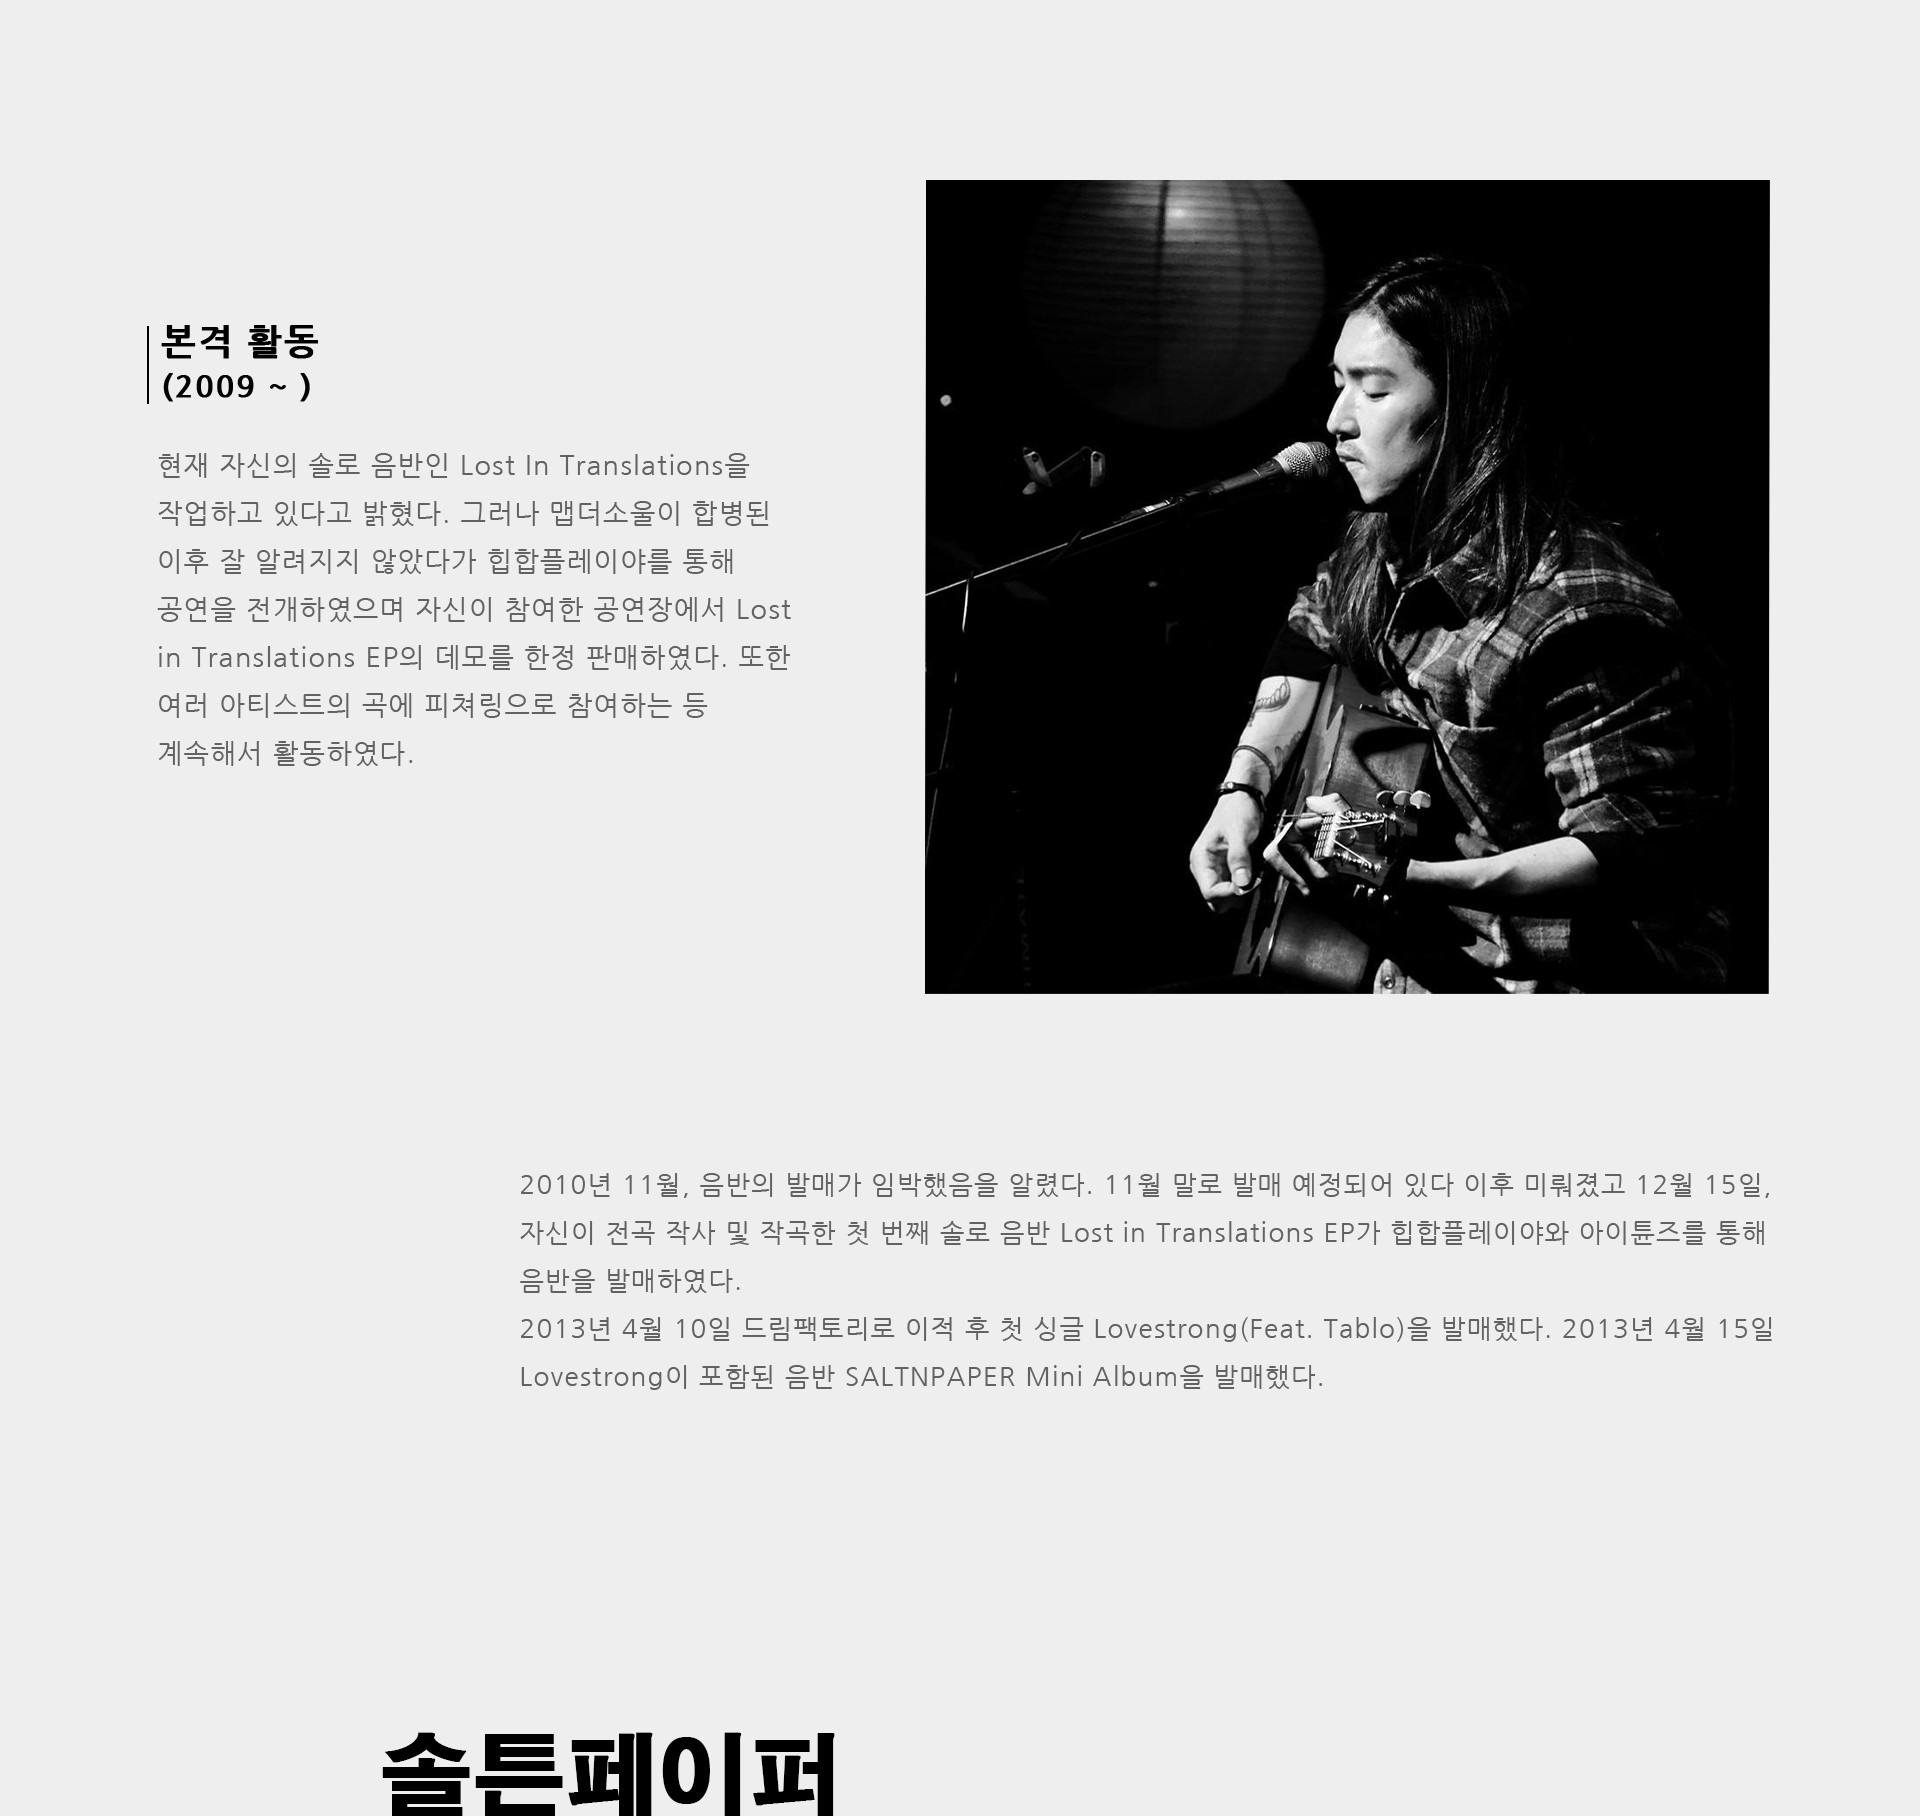 본격 활동
(2009 ~ )
현재 자신의 솔로 음반인 Lost In Translations을
작업하고 있다고 밝혔다. 그러나 맵더소울이 합병된
이후 잘 알려지지 않았다가 힙합플레이야를 통해
공연을 전개하였으며 자신이 참여한 공연장에서 Lost
in Translations EP의 데모를 한정 판매하였다. 또한
여러 아티스트의 곡에 피쳐링으로 참여하는 등
계속해서 활동하였다.
2010년 11월, 음반의 발매가 임박했음을 알렸다. 11월 말로 발매 예정되어 있다 이후 미뤄졌고 12월 15일,
자신이 전곡 작사 및 작곡한 첫 번째 솔로 음반 Lost in Translations EP가 힙합플레이야와 아이튠즈를 통해
음반을 발매하였다.
2013년 4월 10일 드림팩토리로 이적 후 첫 싱글 Lovestrong(Feat. Tablo)을 발매했다. 2013년 4월 15일
Lovestrong이 포함된 음반 SALTNPAPER Mini Album을 발매했다.
솔튼페이퍼